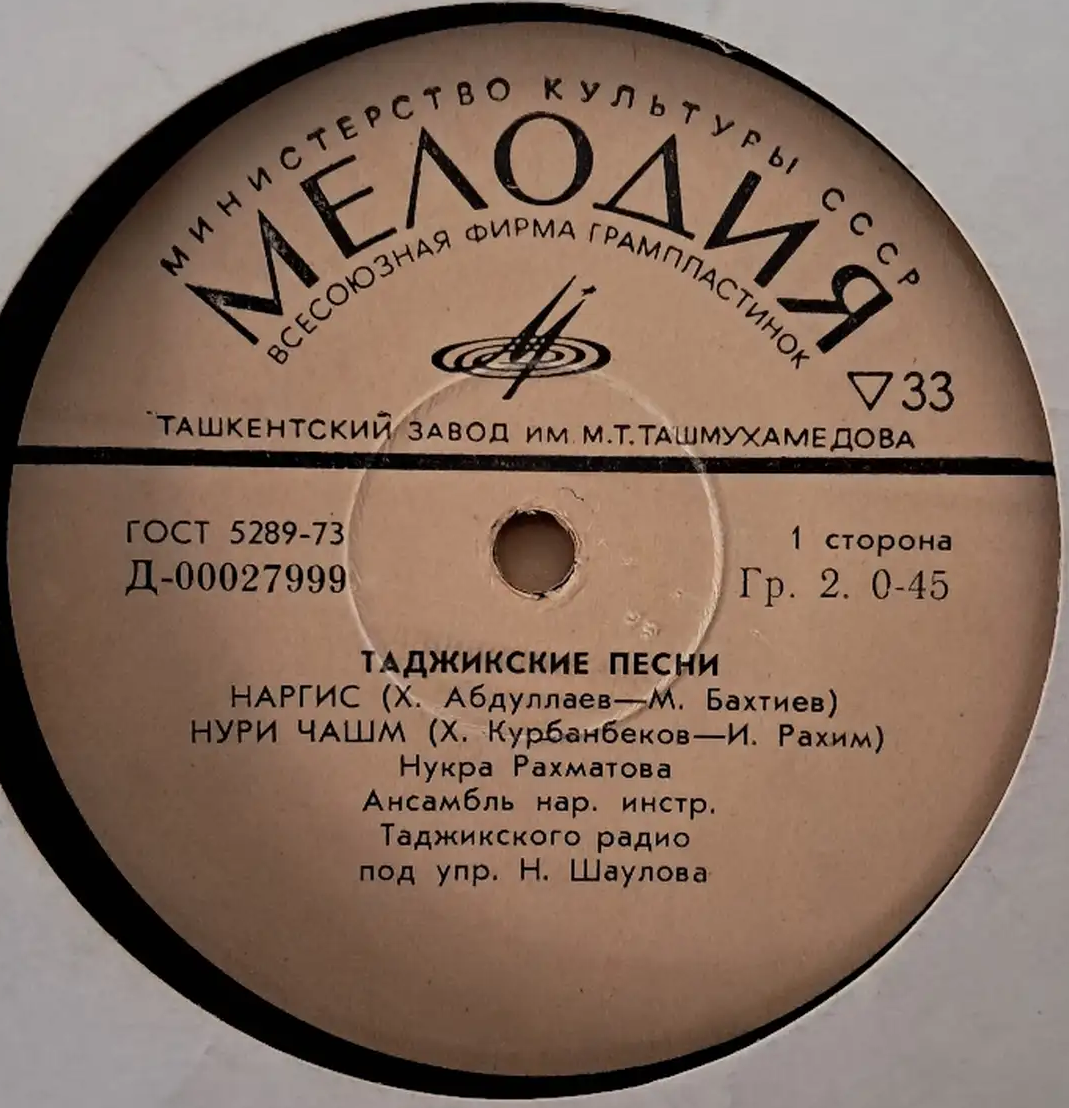 МИНИСТЕРСТВО КУЛЬТУРЫ СССР
МЕЛОДИЯ
ВСЕСОЮЗНАЯ ФИРМА ГРАМПЛАСТИНОК
▽33
ТАШКЕНТСКИЙ ЗАВОД ИМ. М.Т.ТАШМУХАМЕДОВА
ГОСТ 5289-73
1 сторона
Д-00027999
Гр. 2. 0-45
ТАДЖИКСКИЕ ПЕСНИ
НАРГИС (Х. Абдуллаев—М. Бахтиев)
НУРИ ЧАШМ (Х. Курбанбеков—И. Рахим)
Нукра Рахматова
Ансамбль нар. инстр.
Таджикского радио
под упр. Н. Шаулова